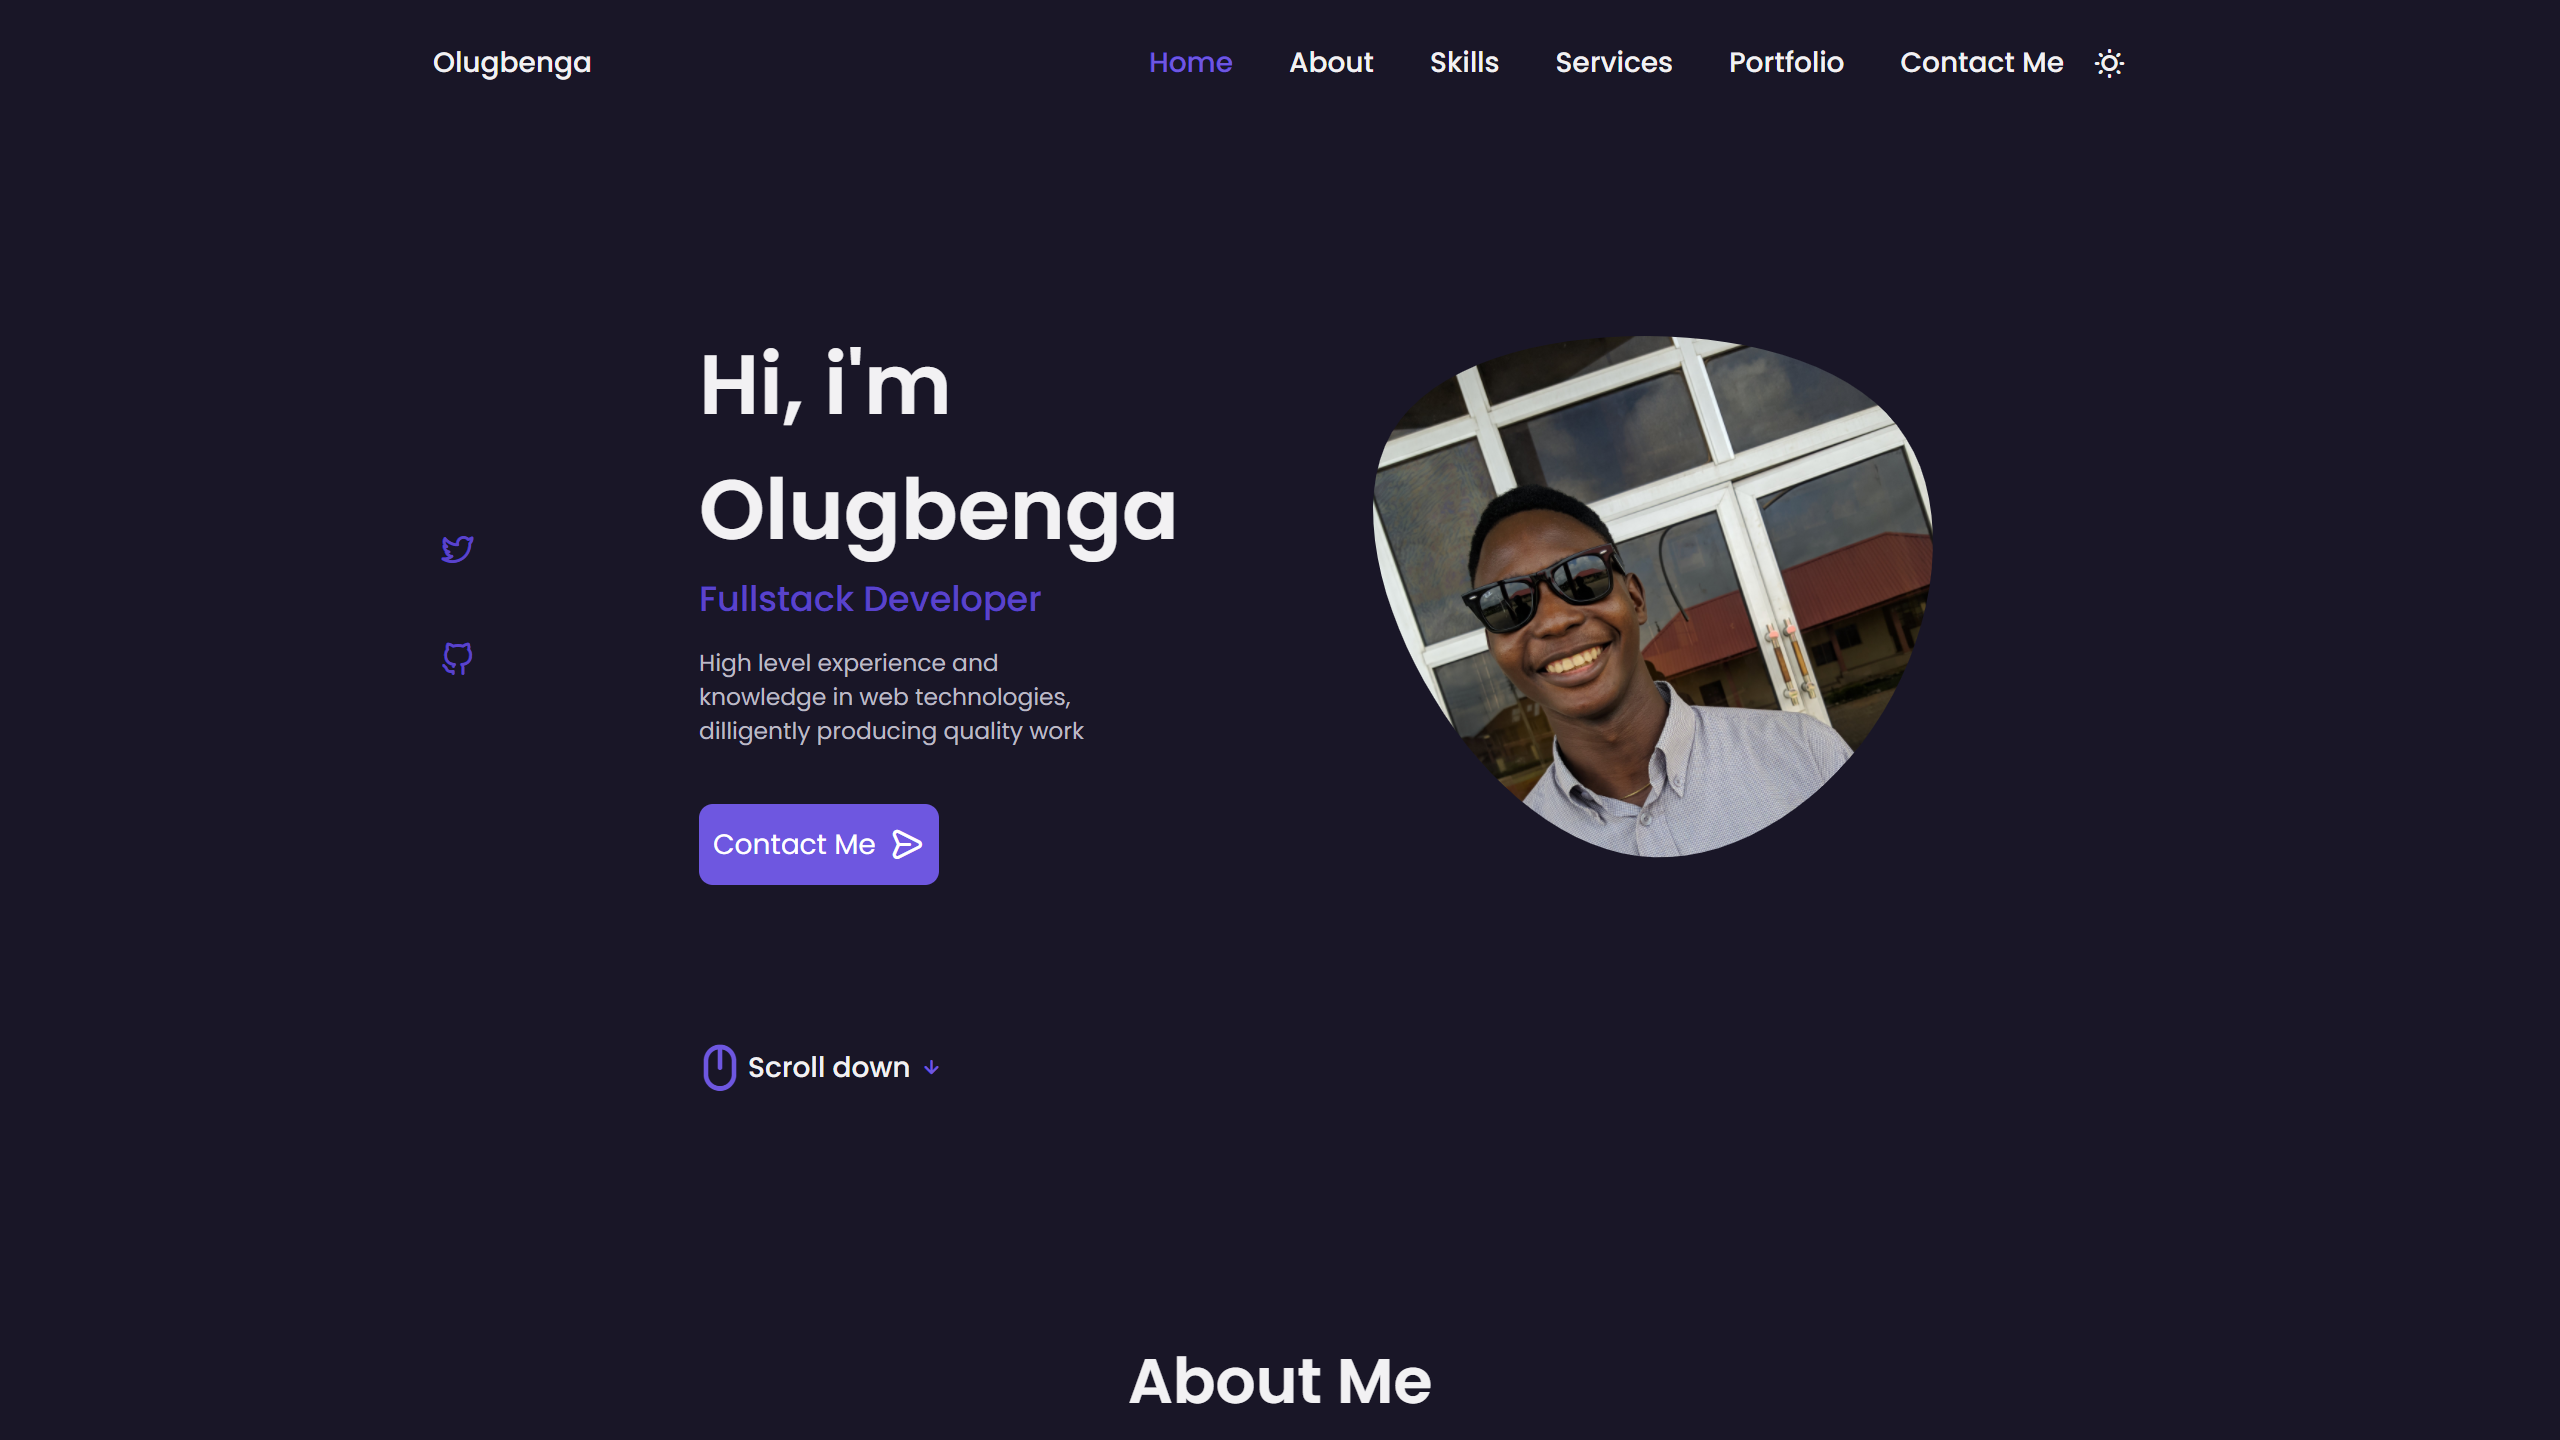 Olugbenga
Home
About
Skills
Services
Portfolio
Contact Me
Hi, i'm
Olugbenga
Fullstack Developer
High level experience and
knowledge in web technologies,
dilligently producing quality work
Contact Me
Scroll down
About Me